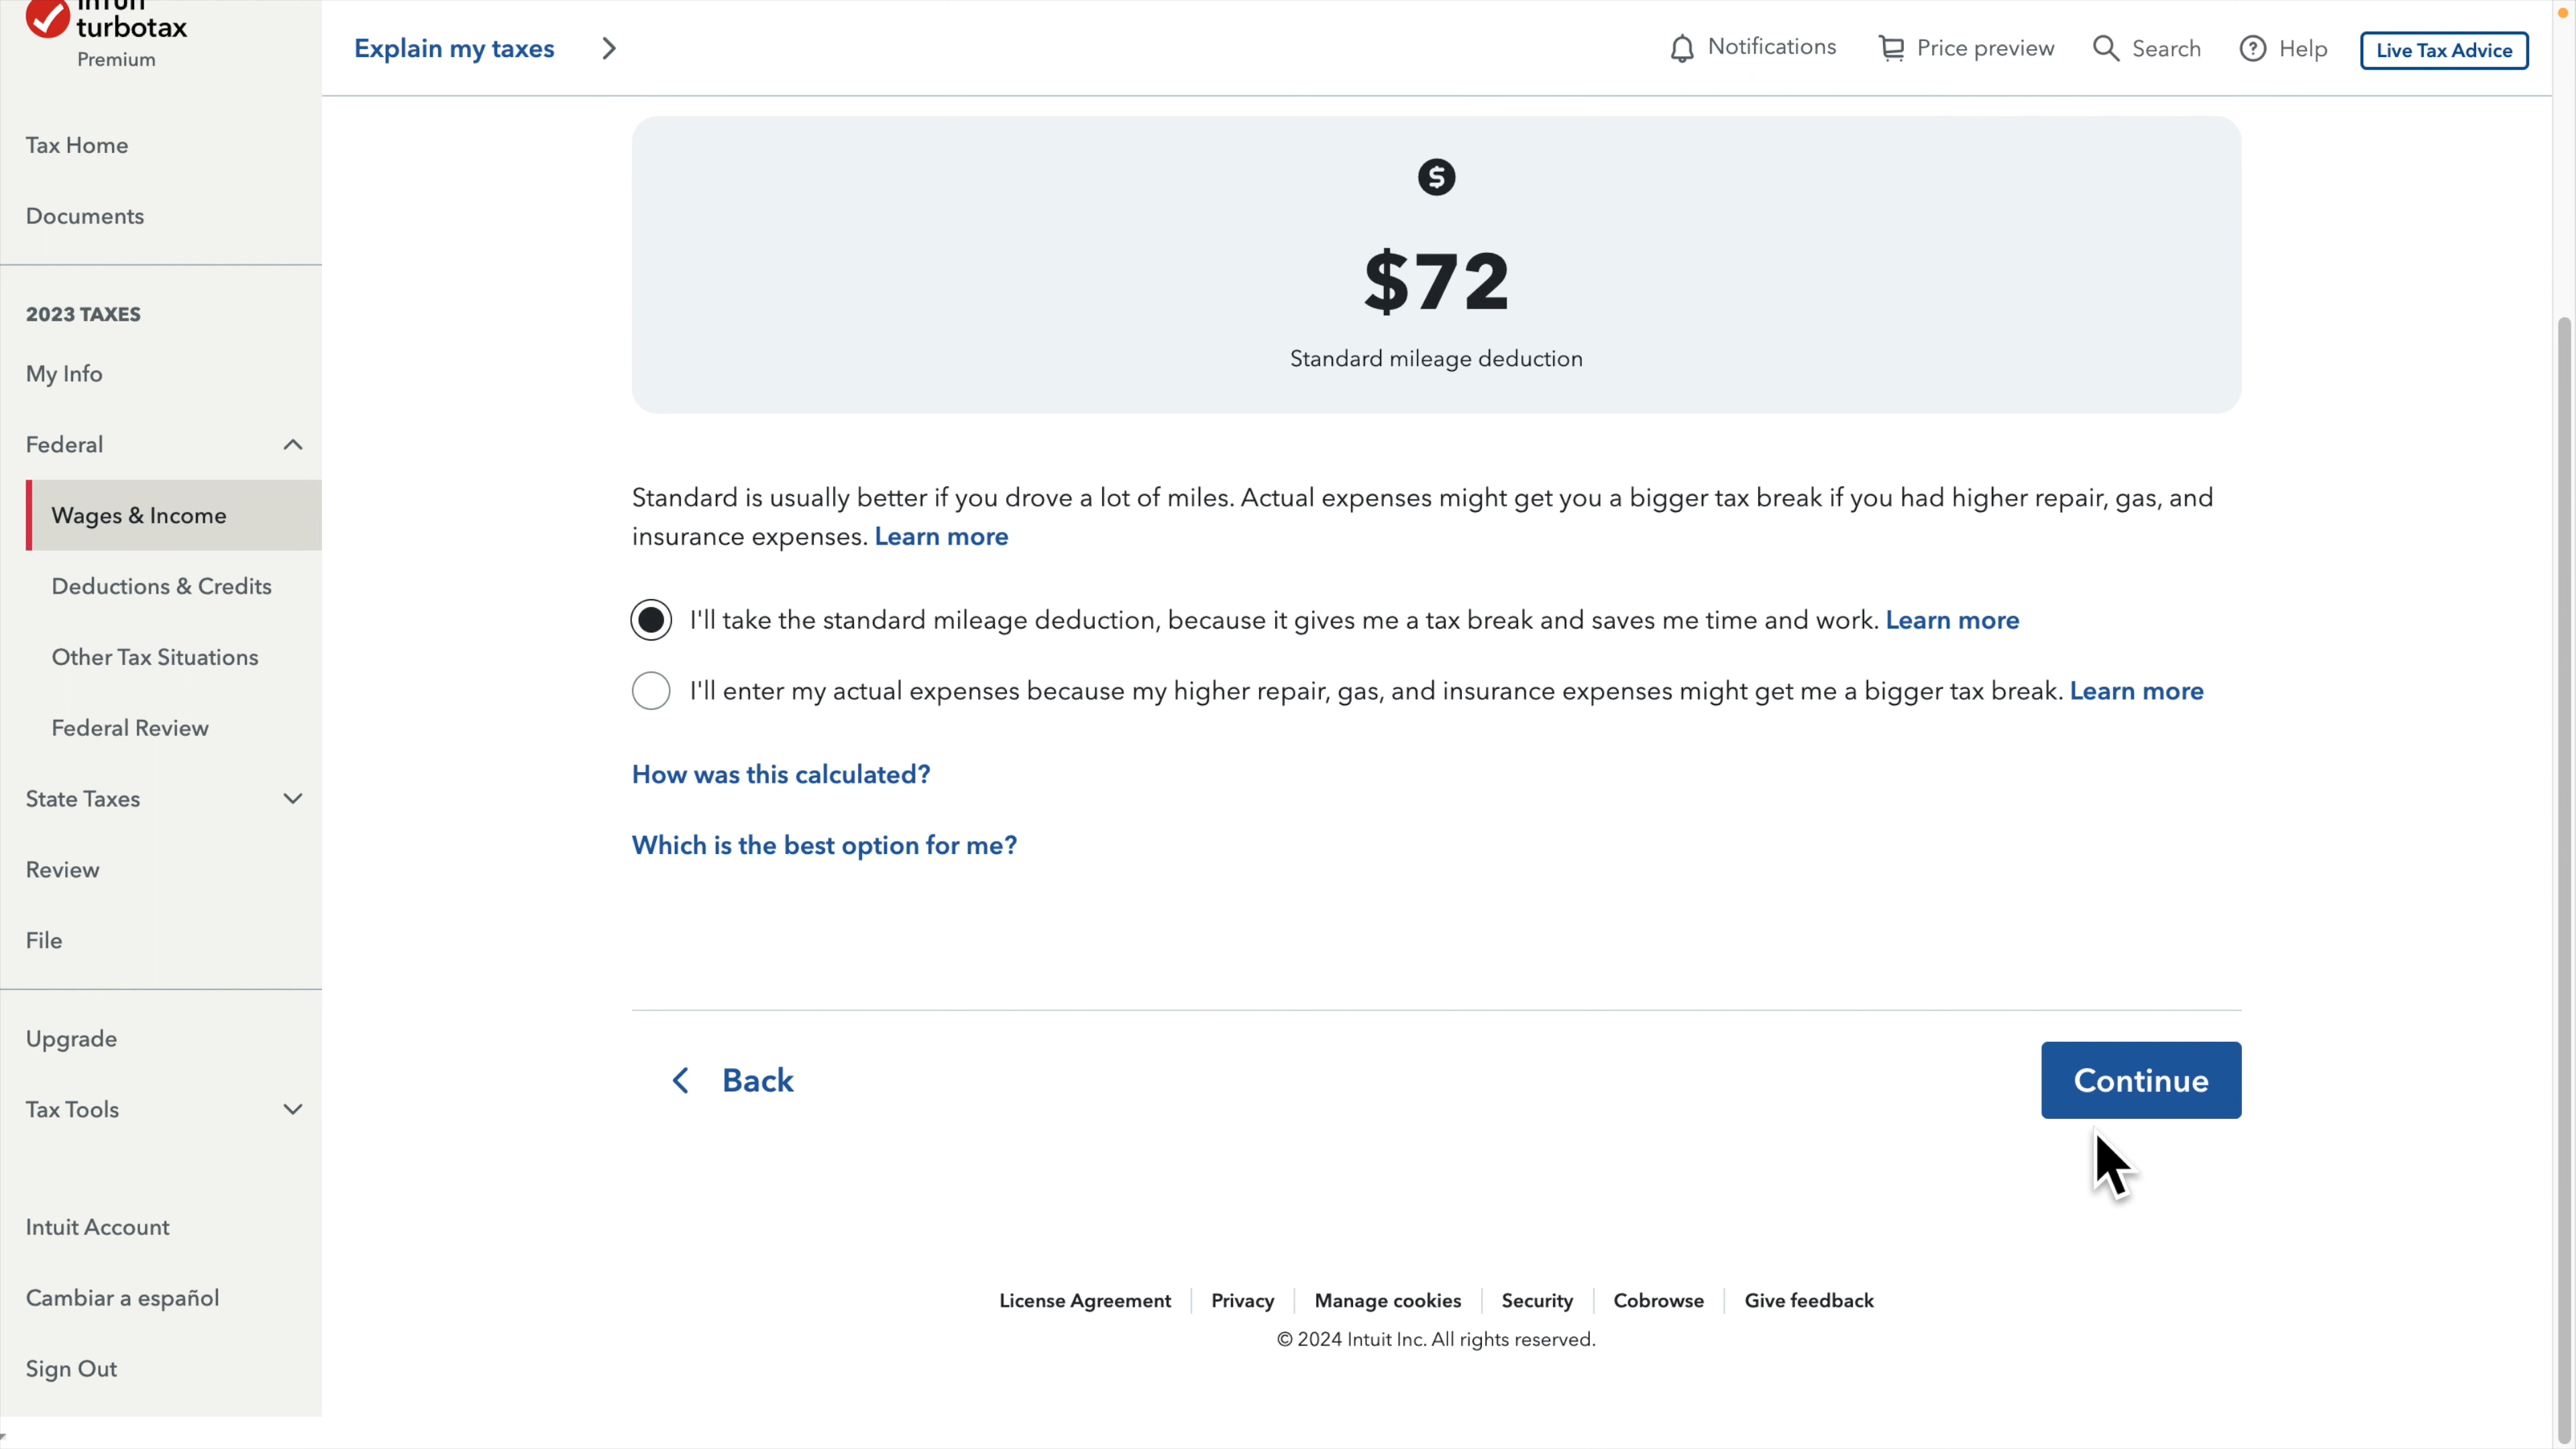 intuit
turbotax
Premium
Explain my taxes
Notifications
Price preview
Search
Help
Live Tax Advice
Tax Home
Documents
2023 TAXES
My Info
Federal
Wages & Income
Deductions & Credits
Other Tax Situations
Federal Review
State Taxes
Review
File
Upgrade
Tax Tools
Intuit Account
Cambiar a español
Sign Out
$72
Standard mileage deduction
Standard is usually better if you drove a lot of miles. Actual expenses might get you a bigger tax break if you had higher repair, gas, and
insurance expenses. Learn more
I'll take the standard mileage deduction, because it gives me a tax break and saves me time and work. Learn more
I'll enter my actual expenses because my higher repair, gas, and insurance expenses might get me a bigger tax break. Learn more
How was this calculated?
Which is the best option for me?
Back
Continue
License Agreement
Privacy
Manage cookies
Security
Cobrowse
Give feedback
© 2024 Intuit Inc. All rights reserved.